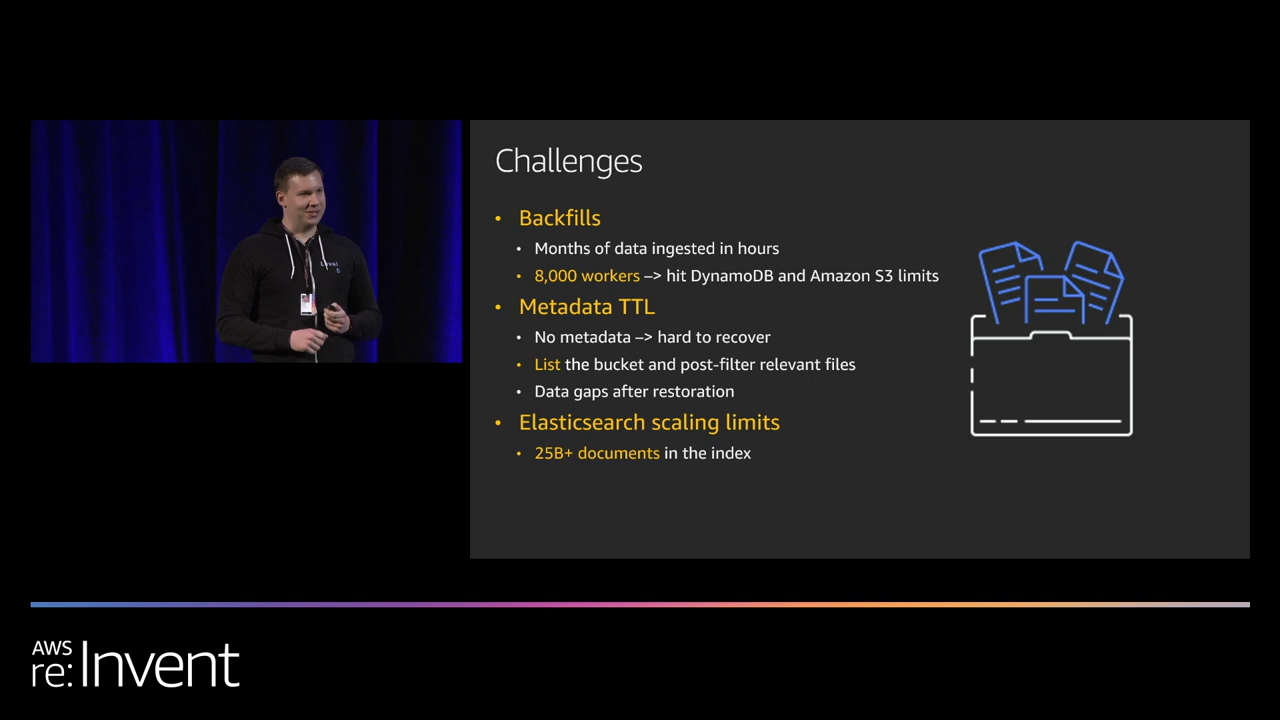 Challenges
• Backfills
• Months of data ingested in hours
• 8,000 workers –> hit DynamoDB and Amazon S3 limits
• Metadata TTL
• No metadata –> hard to recover
• List the bucket and post-filter relevant files
• Data gaps after restoration
• Elasticsearch scaling limits
• 25B+ documents in the index
Level
5
AWS
re:Invent